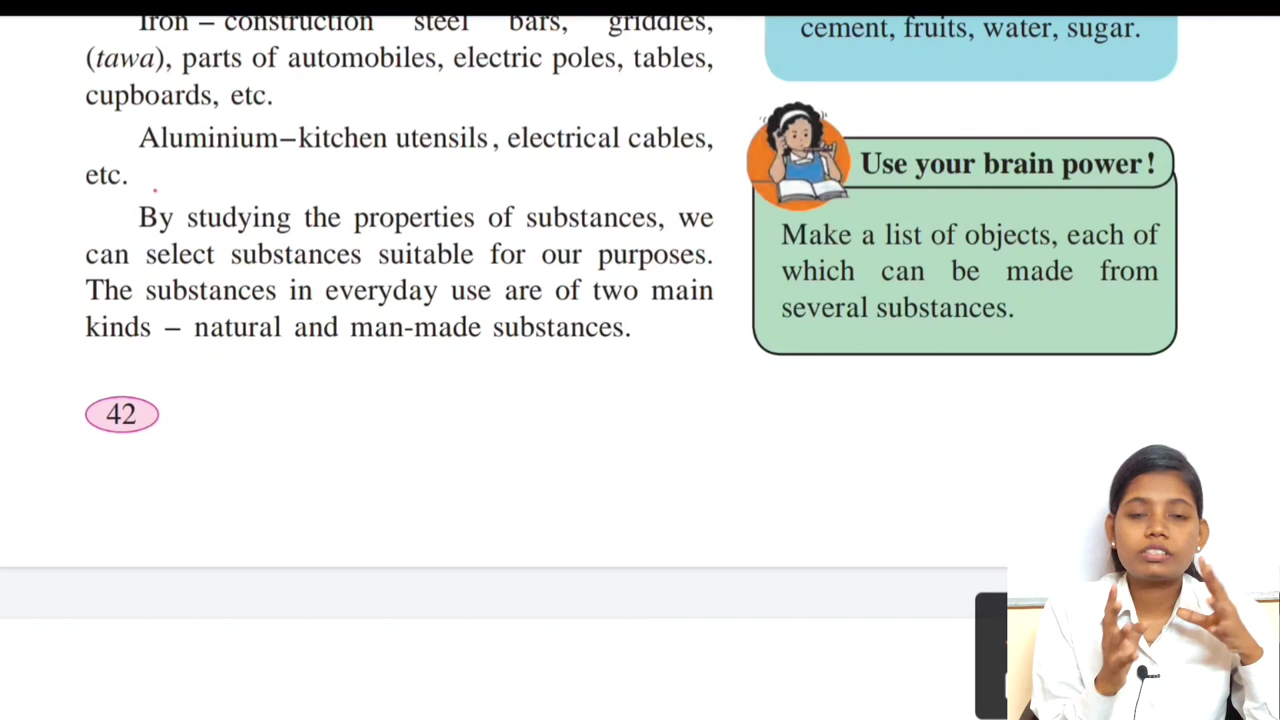 Iron – construction steel bars, griddles,
(tawa), parts of automobiles, electric poles, tables,
cupboards, etc.
Aluminium–kitchen utensils, electrical cables,
etc.
By studying the properties of substances, we
can select substances suitable for our purposes.
The substances in everyday use are of two main
kinds – natural and man-made substances.
42
cement, fruits, water, sugar.
Use your brain power!
Make a list of objects, each of
which can be made from
several substances.